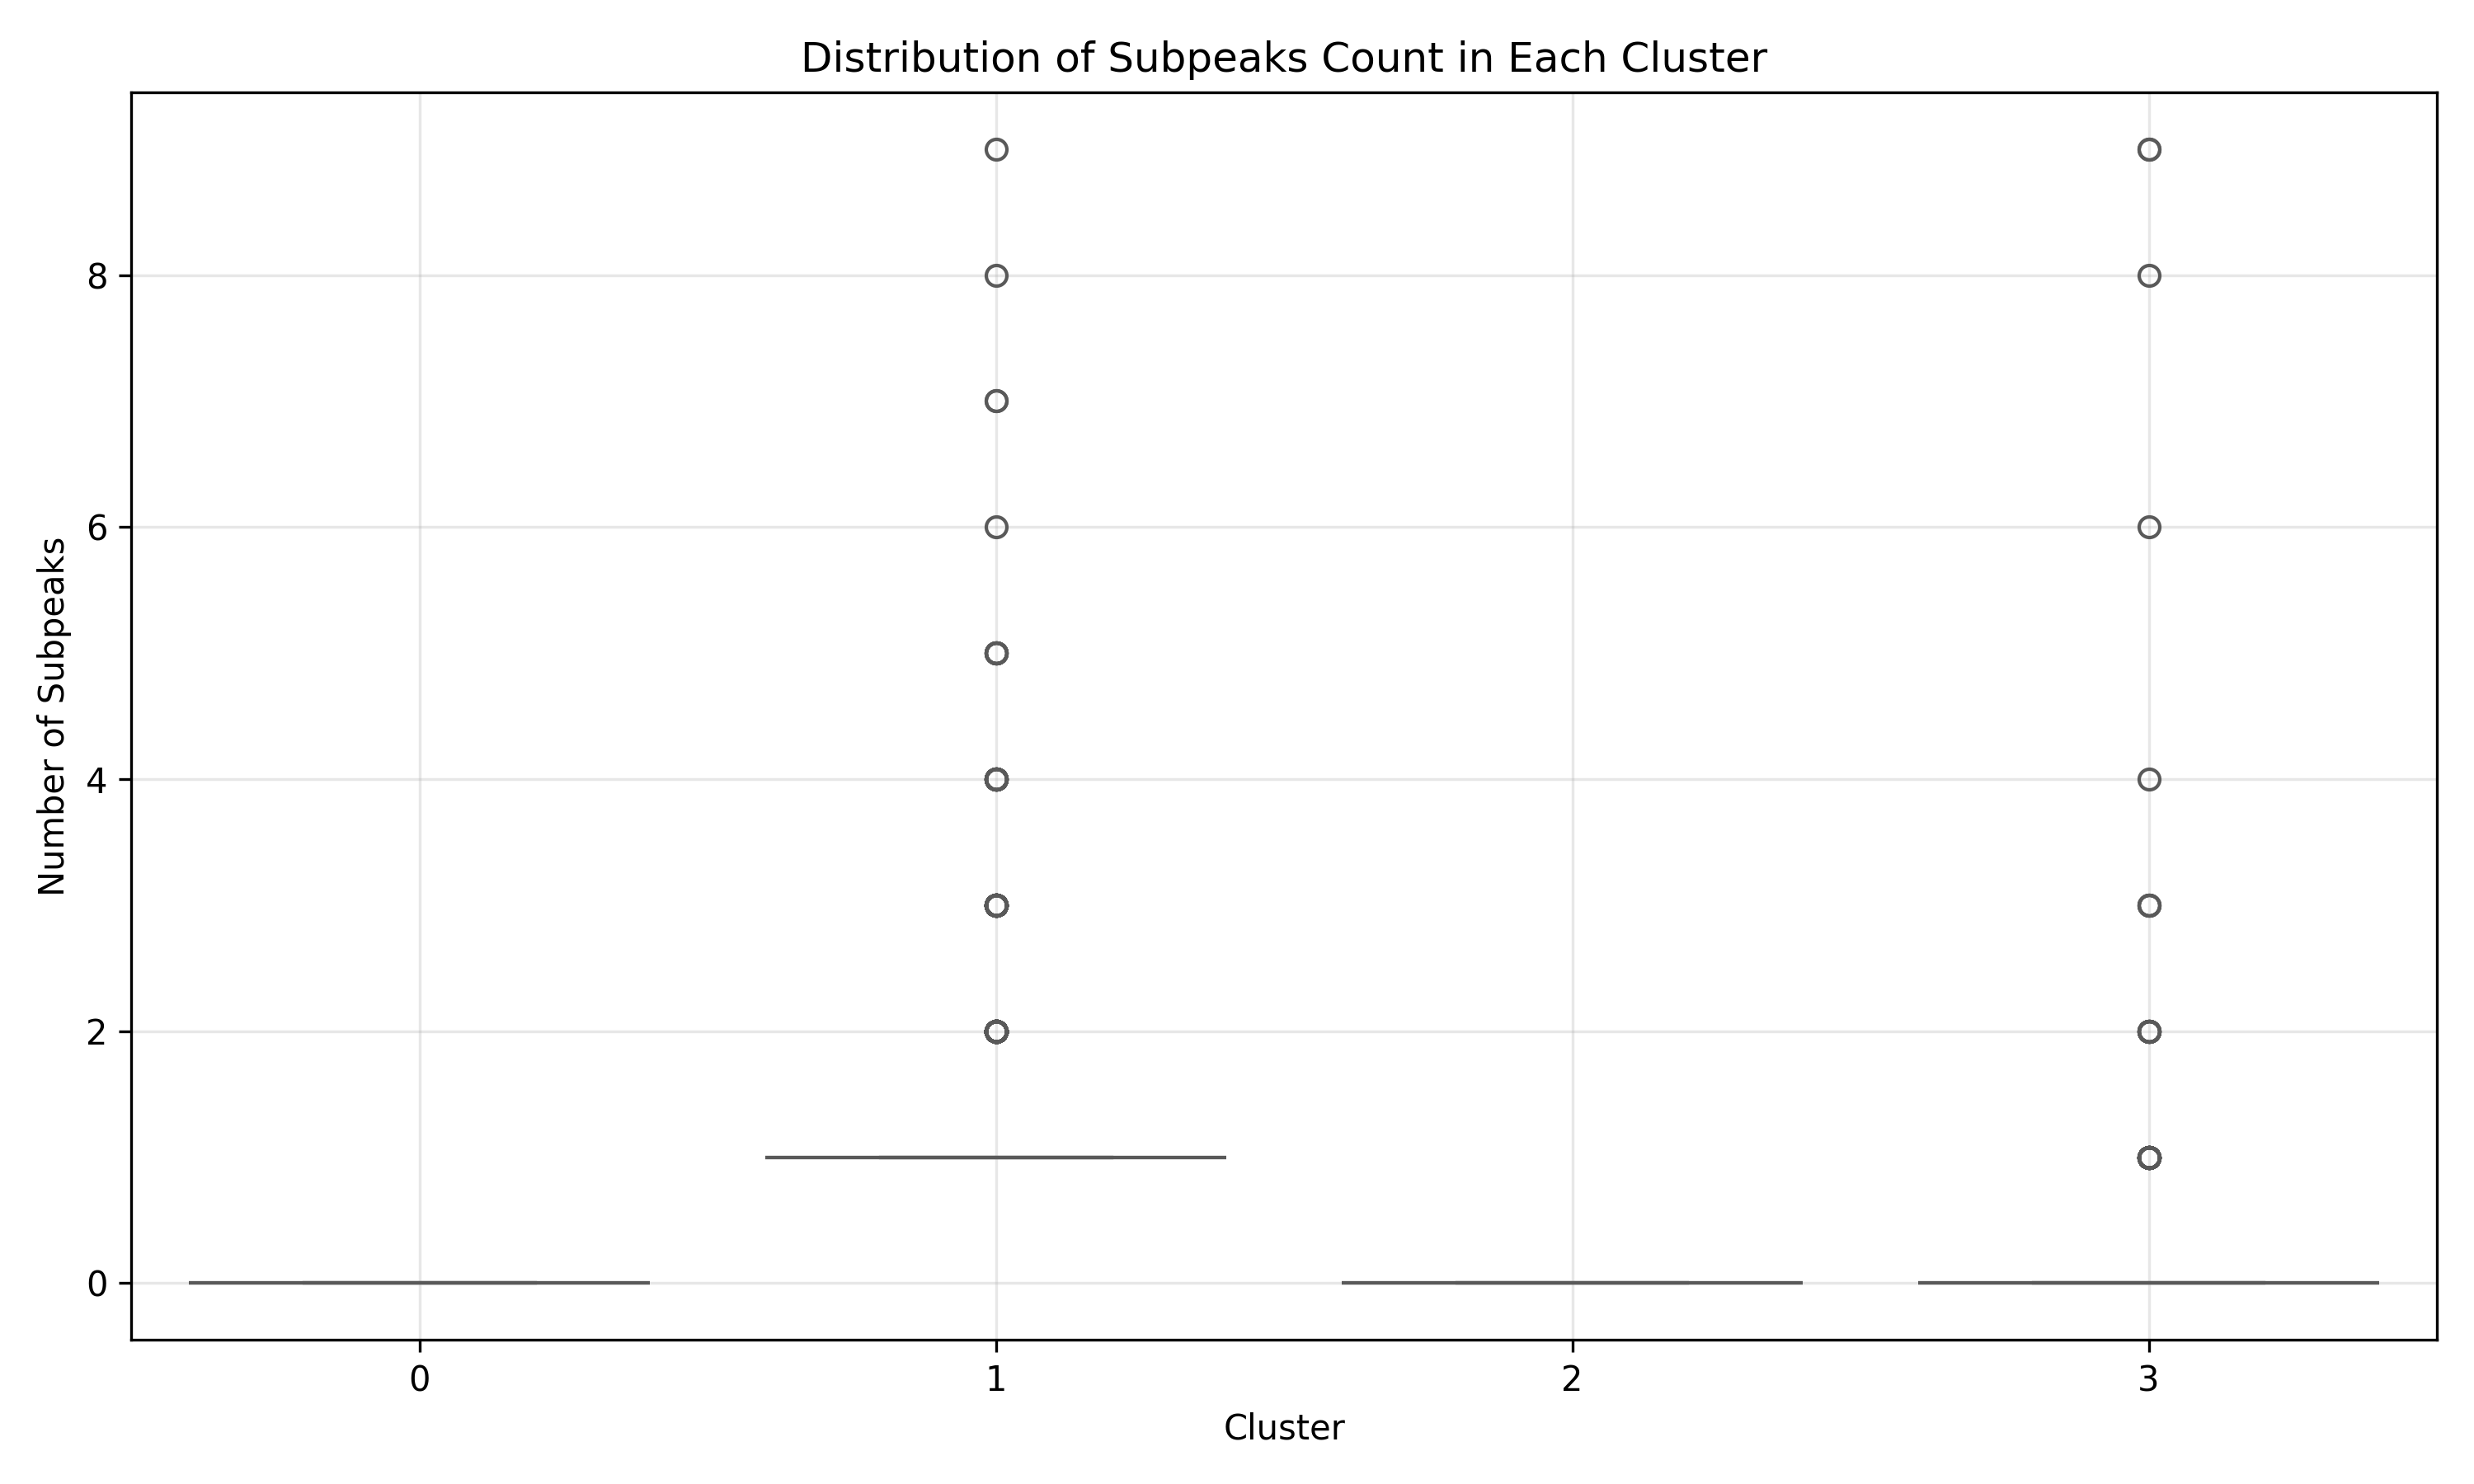 Distribution of Subpeaks Count in Each Cluster
Number of Subpeaks
8
6
4
2
0
0 1 2 3
Cluster